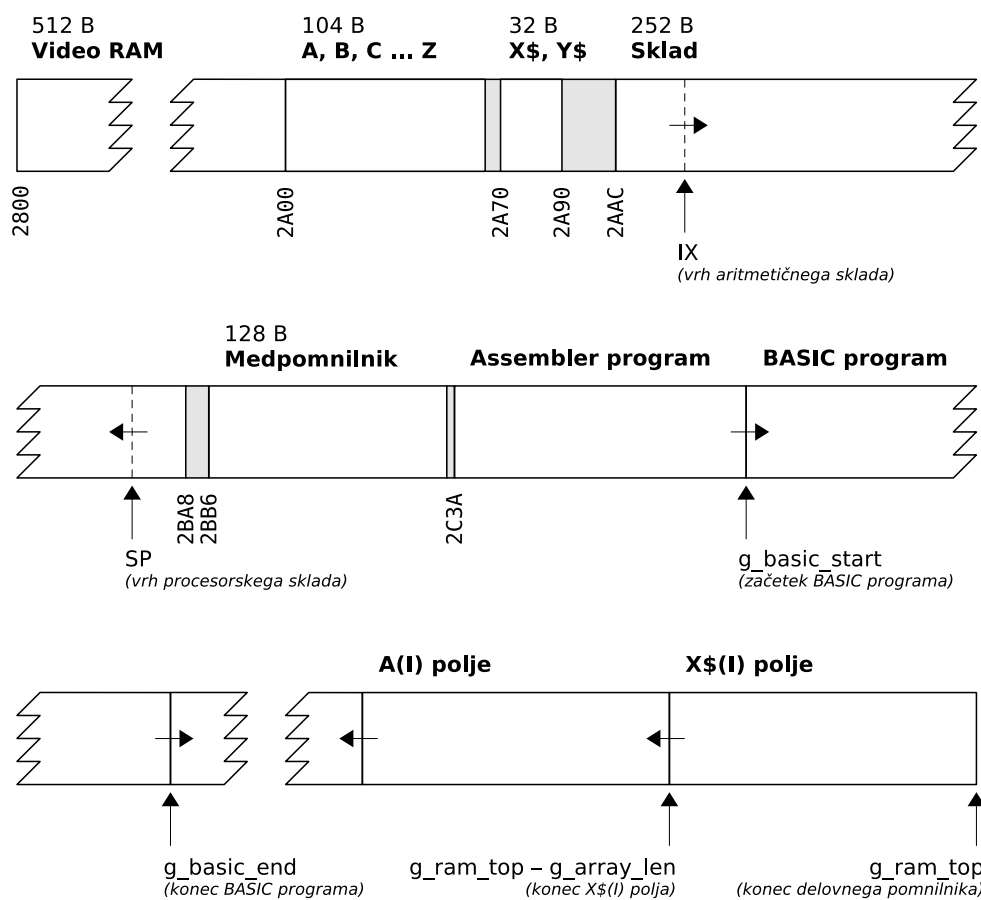 512 B
Video RAM
104 B
A, B, C ... Z
32 B
X$, Y$
252 B
Sklad
2800
2A00
2A70
2A90
2AAC
IX
(vrh aritmetičnega sklada)
128 B
Medpomnilnik
Assembler program
BASIC program
2BA8
2BB6
2C3A
SP
(vrh procesorskega sklada)
g_basic_start
(začetek BASIC programa)
A(I) polje
X$(I) polje
g_basic_end
(konec BASIC programa)
g_ram_top – g_array_len
(konec X$(I) polja)
g_ram_top
(konec delovnega pomnilnika)